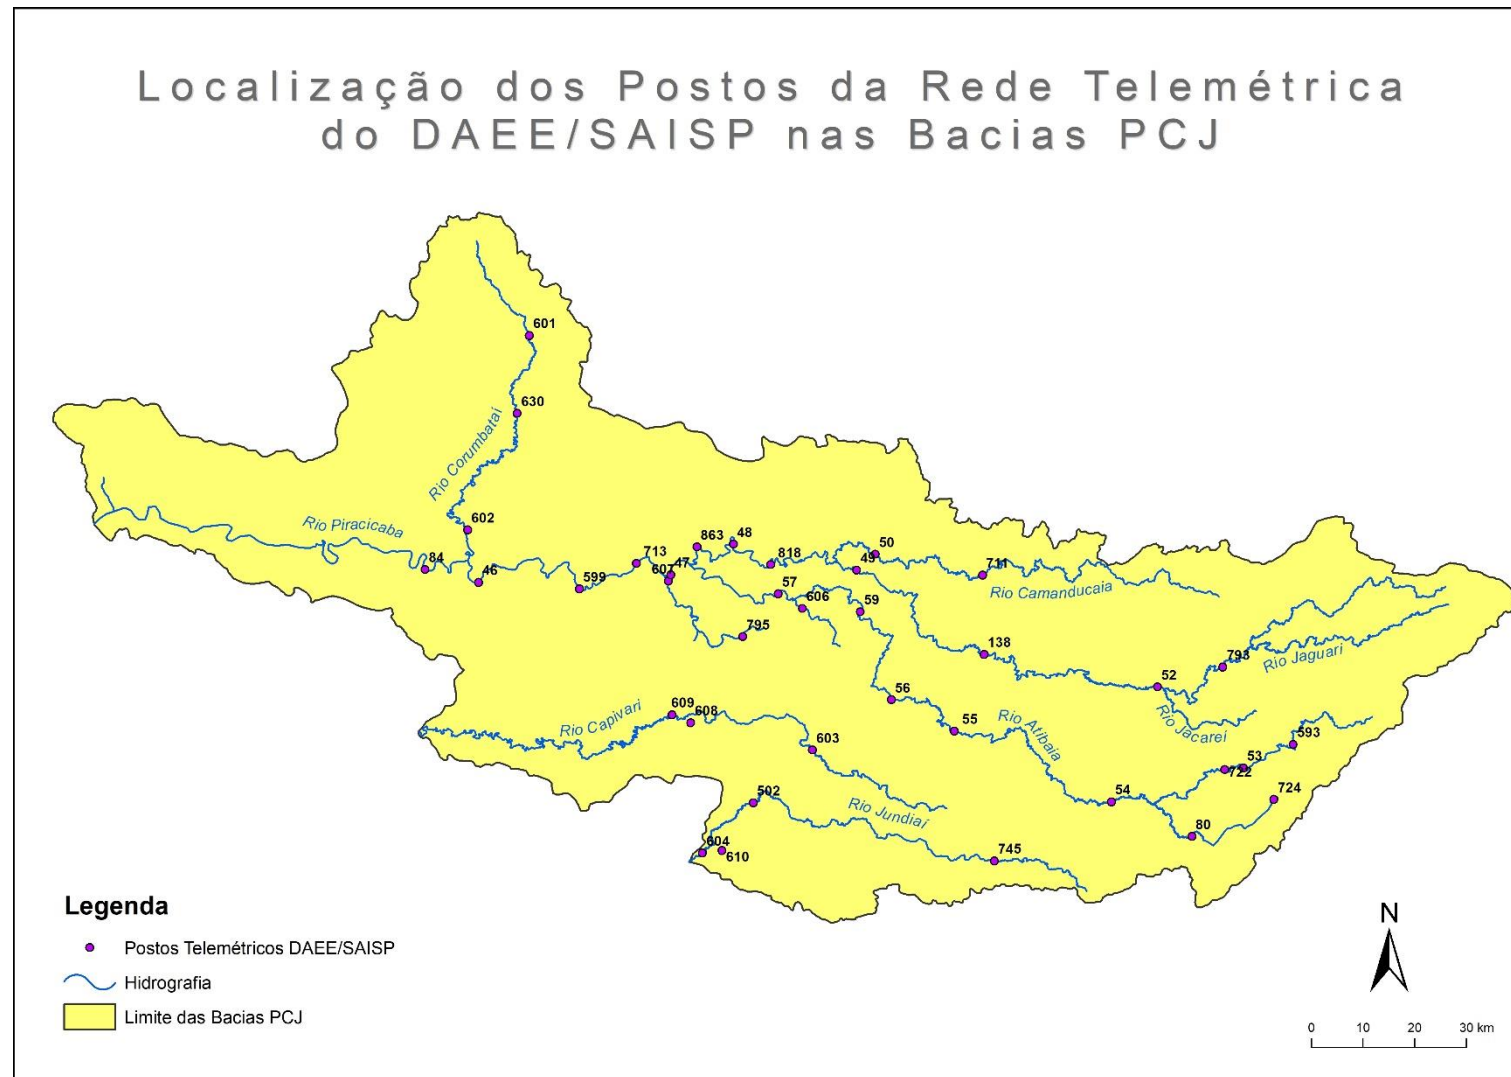 Localização dos Postos da Rede Telemétrica
do DAEE/SAISP nas Bacias PCJ
601
630
Rio Corumbataí
602
Rio Piracicaba
84
46
599
713
607
47
863
48
818
50
49
711
Rio Camanducaia
57
606
59
795
138
793
Rio Jaguari
52
Rio Jacareí
56
55
Rio Atibaia
609
608
Rio Capivari
603
593
53
722
724
54
80
502
Rio Jundiaí
604
610
745
Legenda
Postos Telemétricos DAEE/SAISP
Hidrografia
Limite das Bacias PCJ
N
0 10 20 30 km